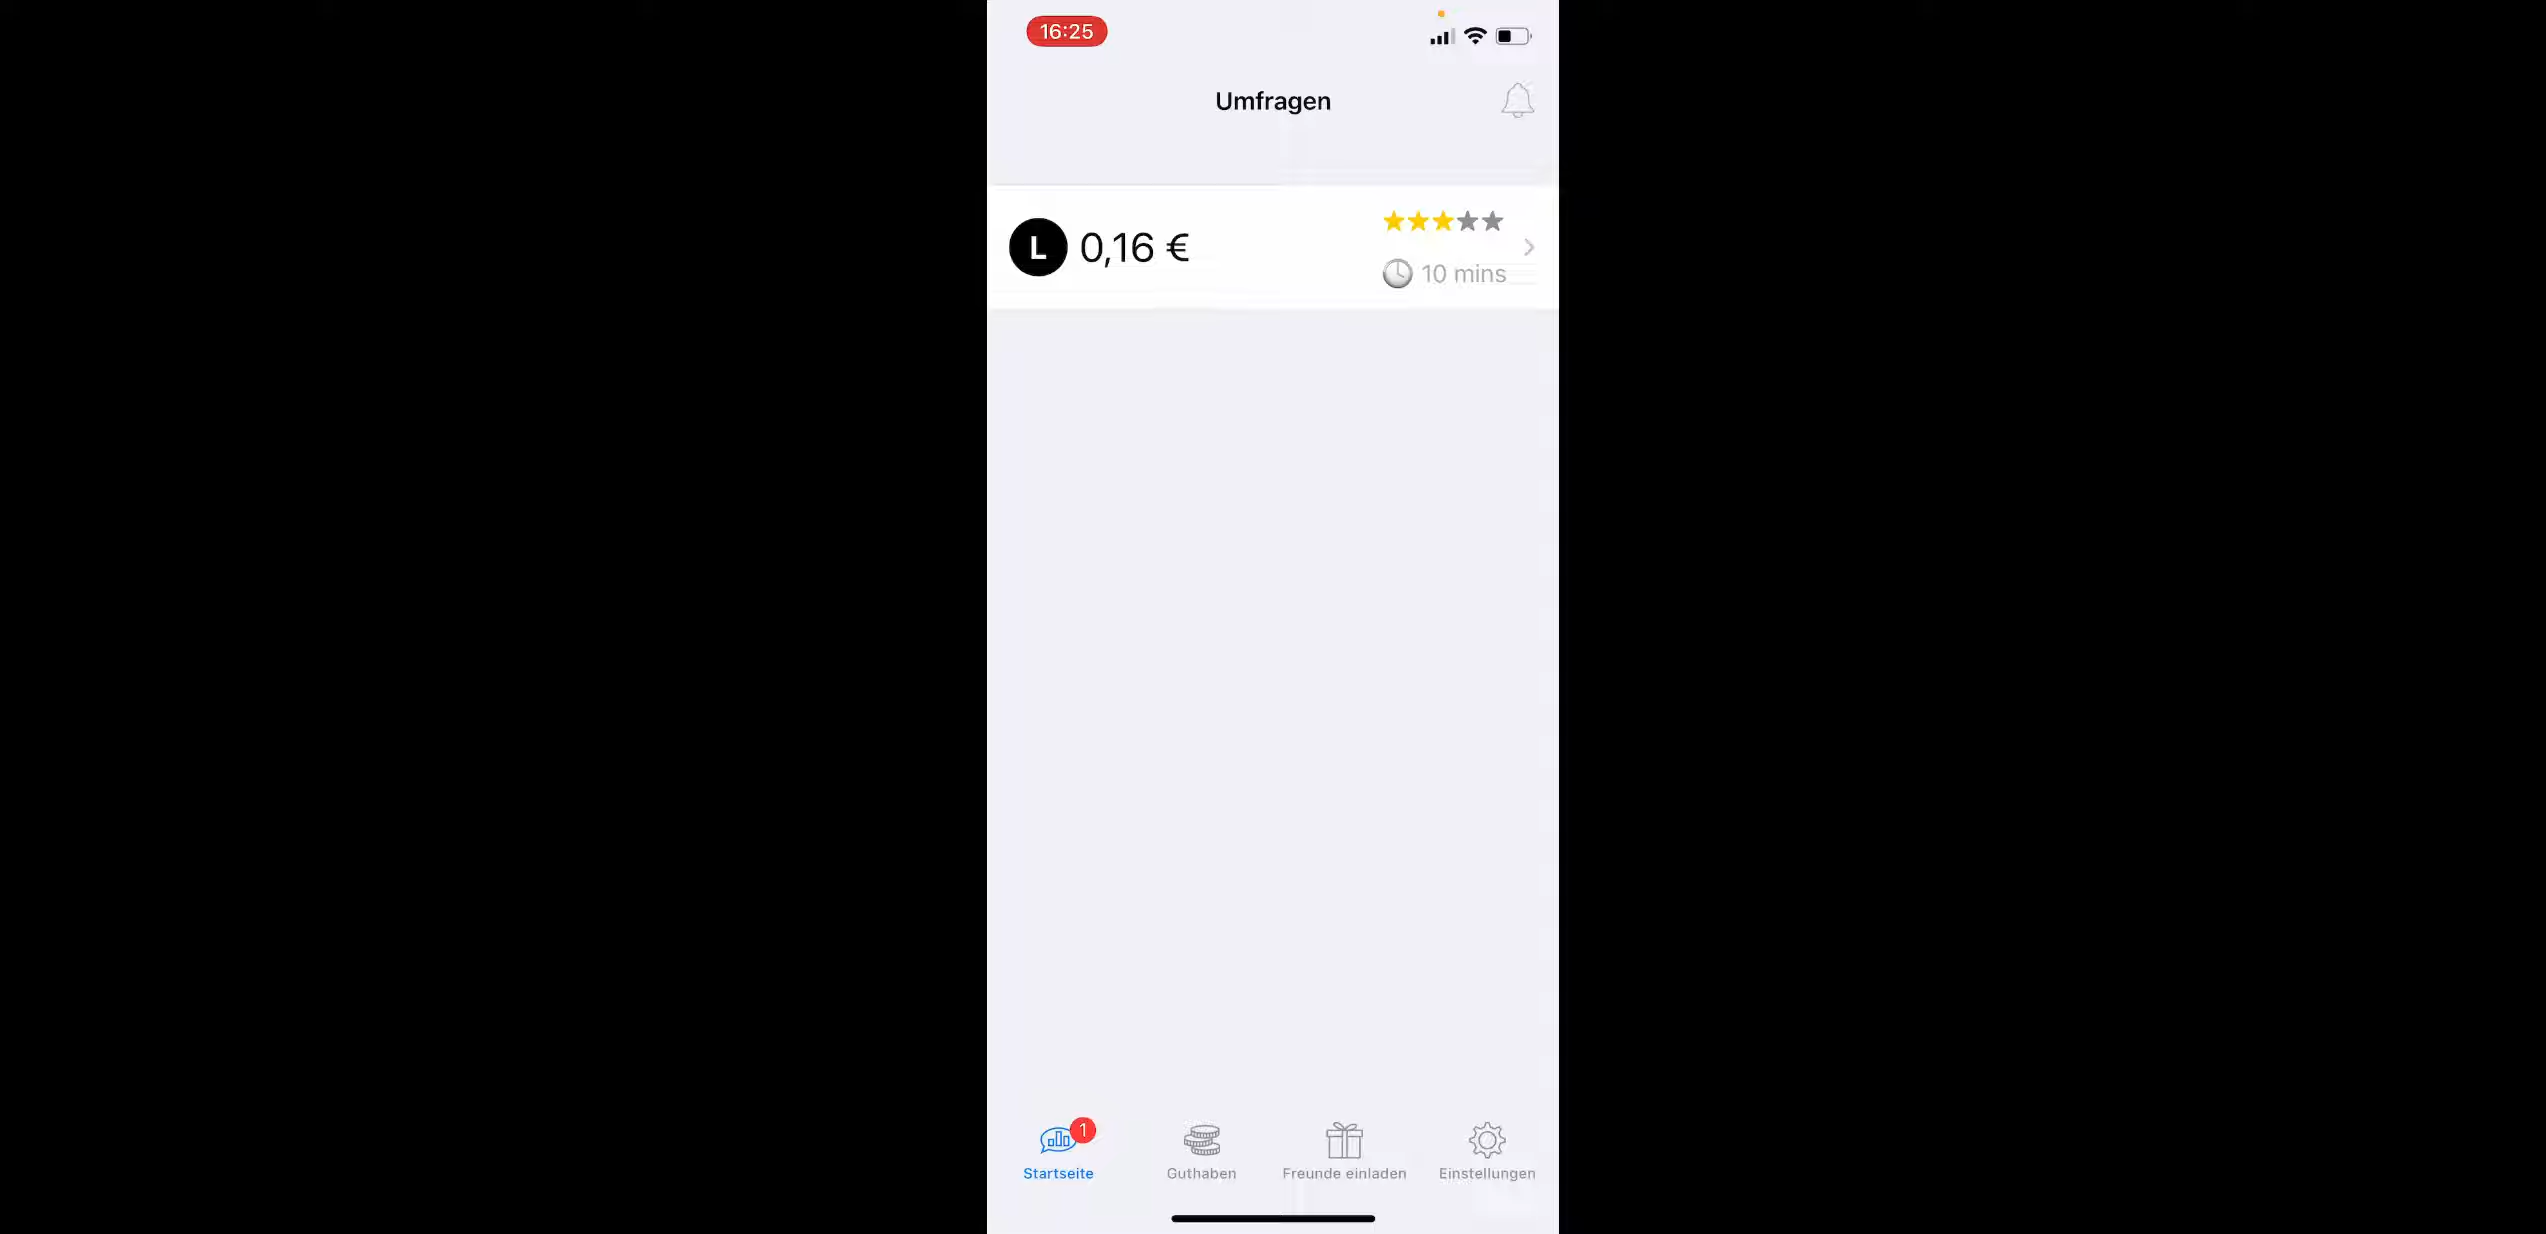 16:25
Umfragen
L 0,16 €
10 mins
1
Startseite Guthaben Freunde einladen Einstellungen